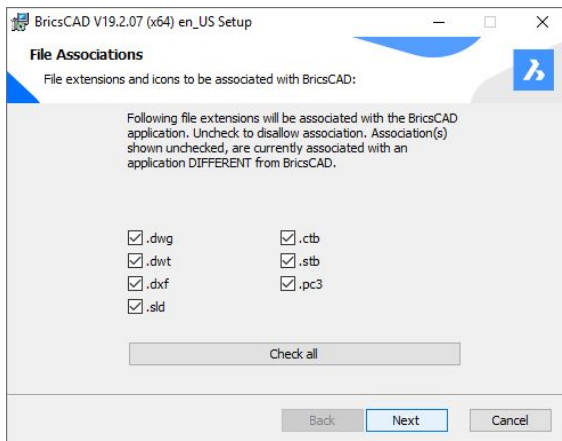 BricsCAD V19.2.07 (x64) en_US Setup
File Associations
File extensions and icons to be associated with BricsCAD:
Following file extensions will be associated with the BricsCAD
application. Uncheck to disallow association. Association(s)
shown unchecked, are currently associated with an
application DIFFERENT from BricsCAD.
.dwg .ctb
.dwt .stb
.dxf .pc3
.sld
Check all
Back Next Cancel